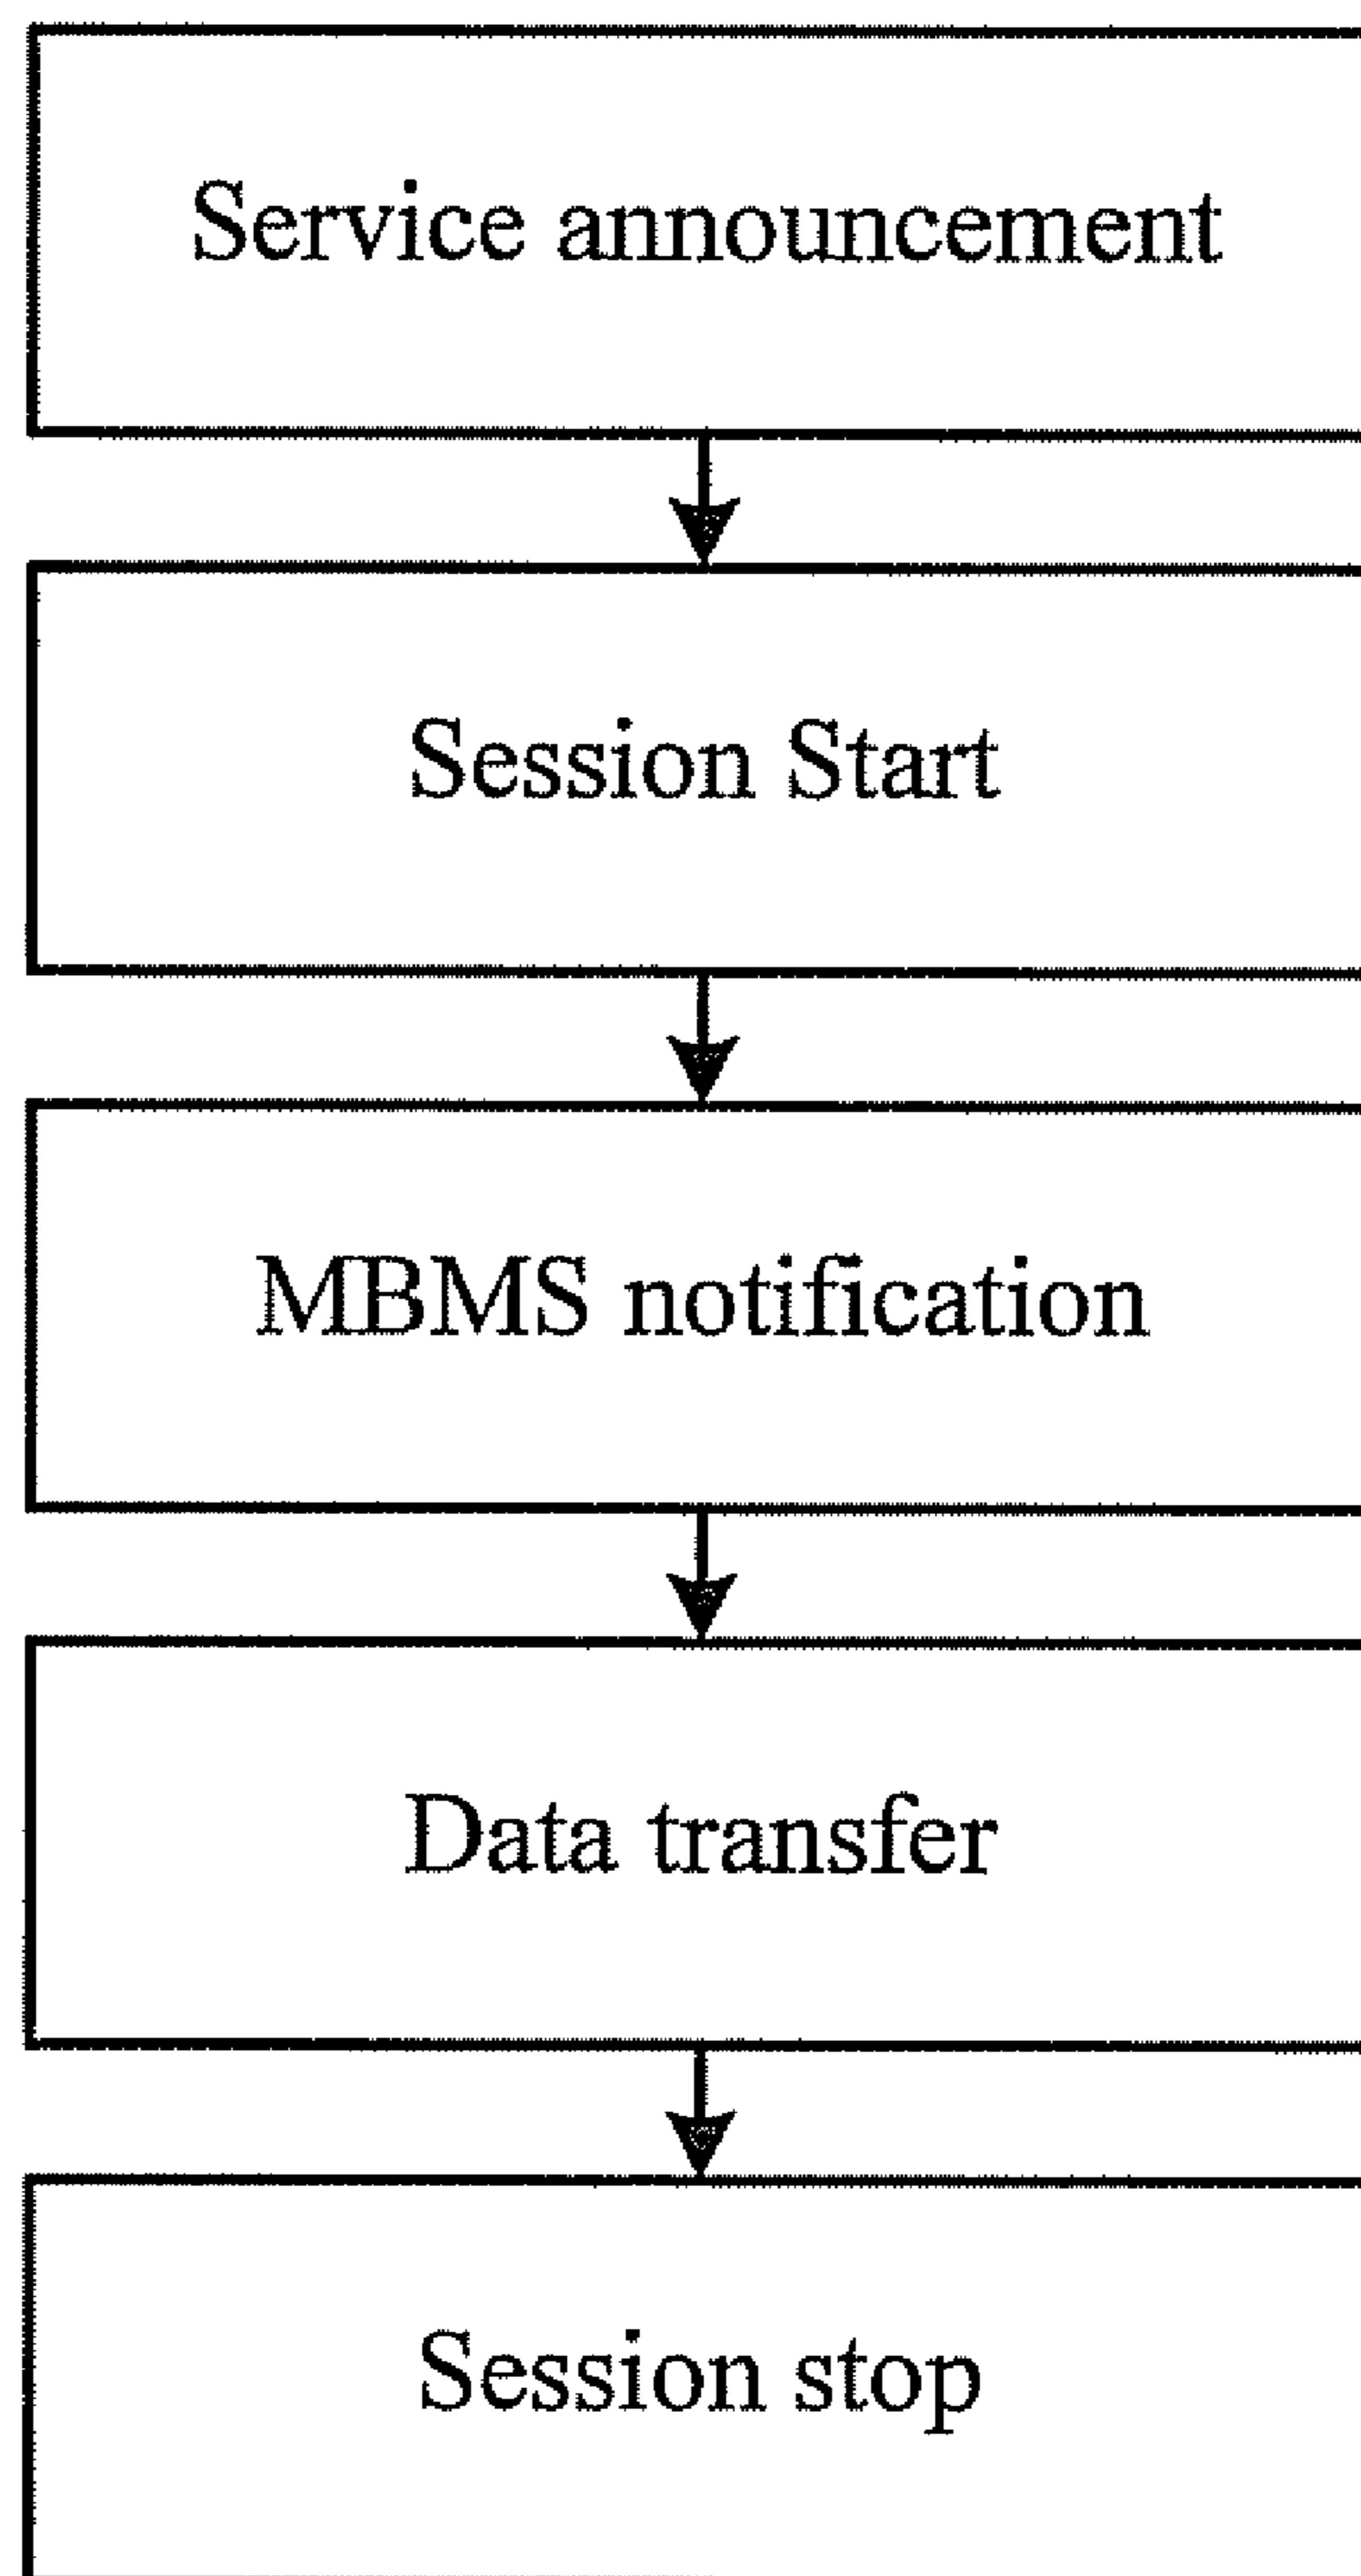 Service announcement
Session Start
MBMS notification
Data transfer
Session stop